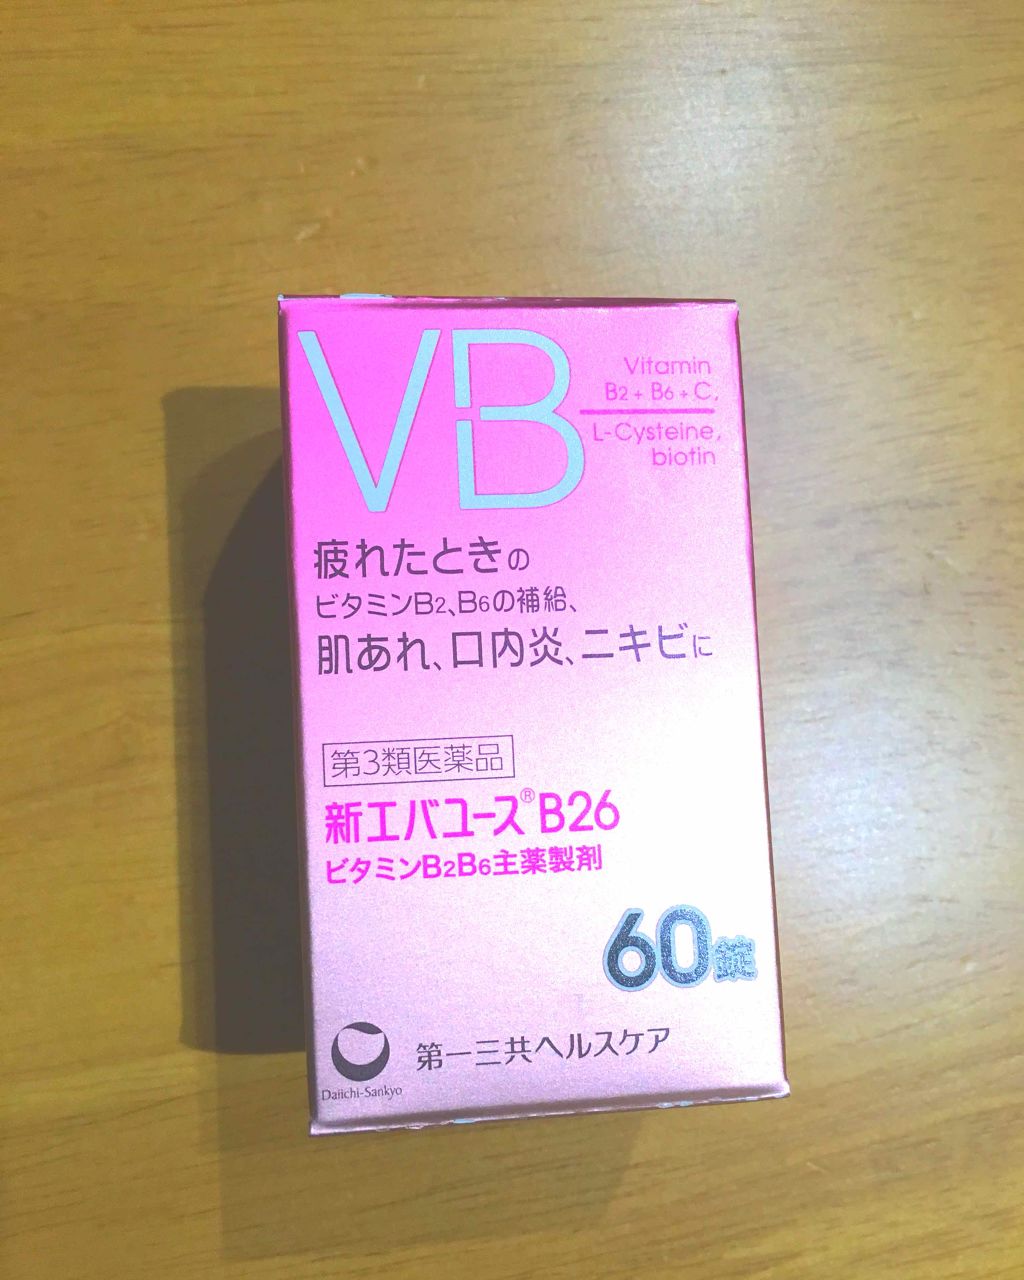 VB
Vitamin
B2+B6+C,
L-Cysteine,
biotin
疲れたときの
ビタミンB2、B6の補給、
肌あれ、口内炎、ニキビに
第3類医薬品
新エバユース®B26
ビタミンB2B6主薬製剤
60錠
第一三共ヘルスケア
Daiichi-Sankyo